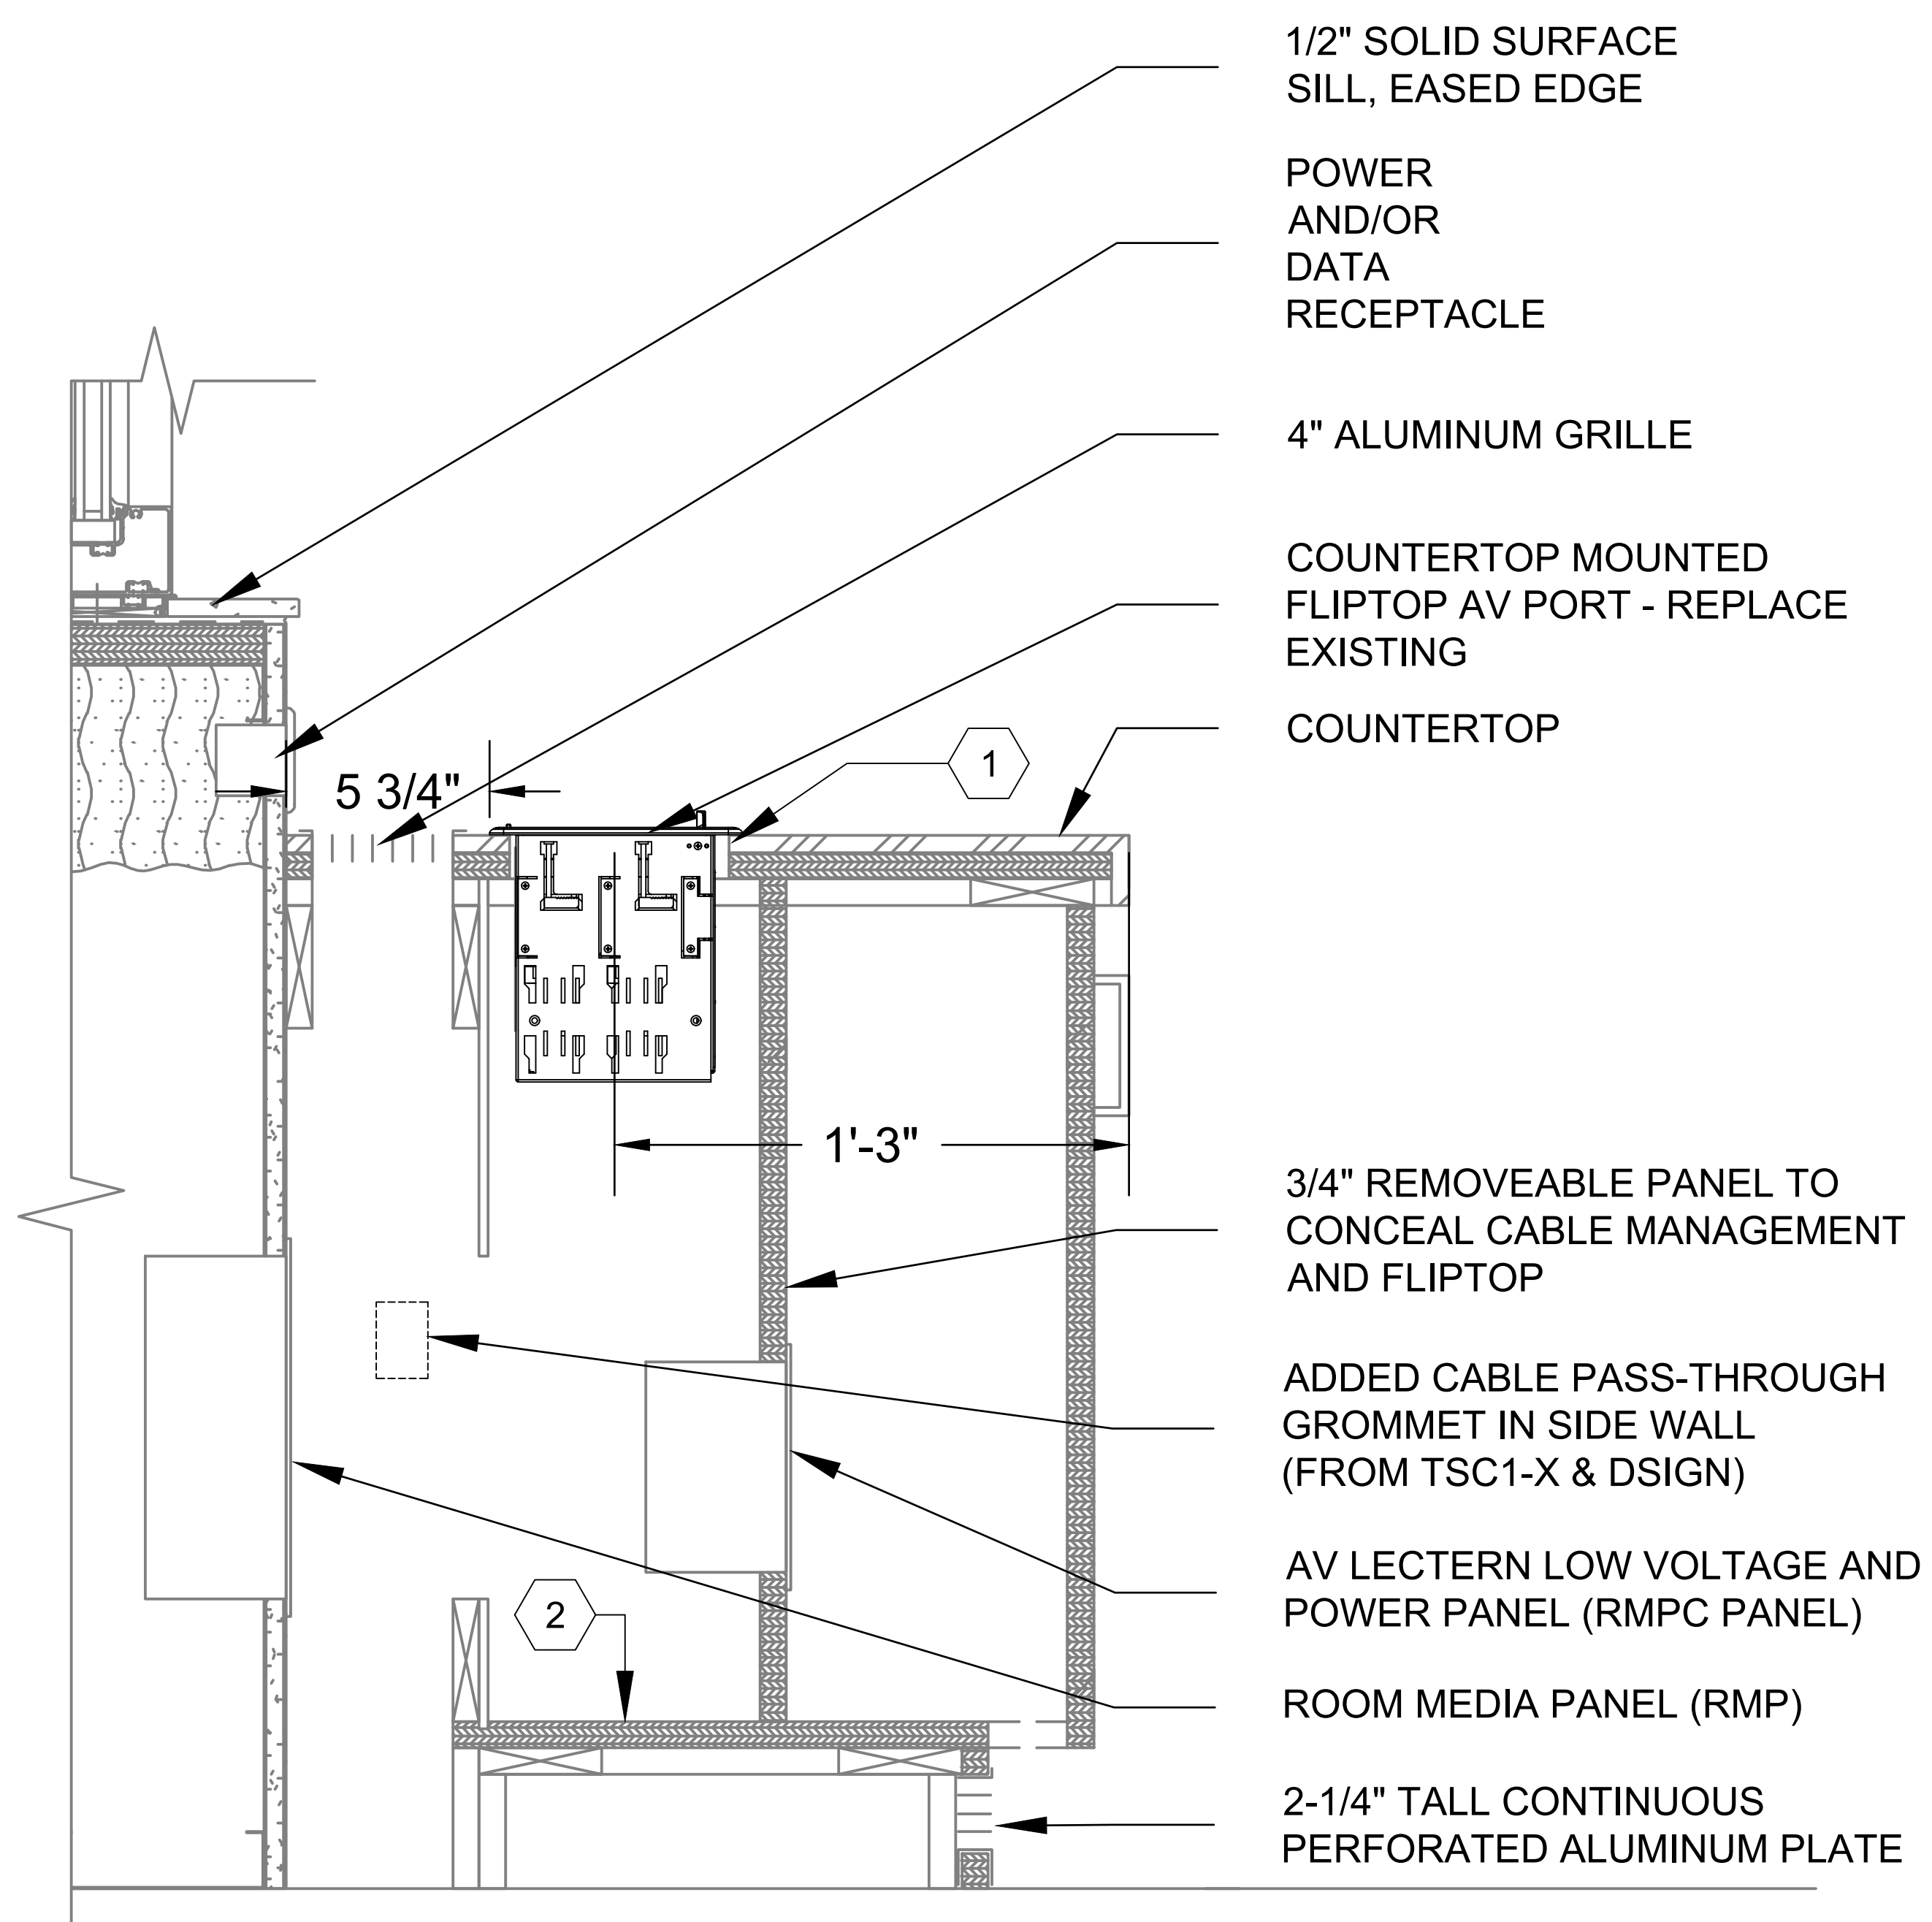 1/2" SOLID SURFACE
SILL, EASED EDGE
POWER
AND/OR
DATA
RECEPTACLE
4" ALUMINUM GRILLE
COUNTERTOP MOUNTED
FLIPTOP AV PORT - REPLACE
EXISTING
COUNTERTOP
1
5 3/4"
1'-3"
3/4" REMOVEABLE PANEL TO
CONCEAL CABLE MANAGEMENT
AND FLIPTOP
ADDED CABLE PASS-THROUGH
GROMMET IN SIDE WALL
(FROM TSC1-X & DSIGN)
AV LECTERN LOW VOLTAGE AND
POWER PANEL (RMPC PANEL)
2
ROOM MEDIA PANEL (RMP)
2-1/4" TALL CONTINUOUS
PERFORATED ALUMINUM PLATE